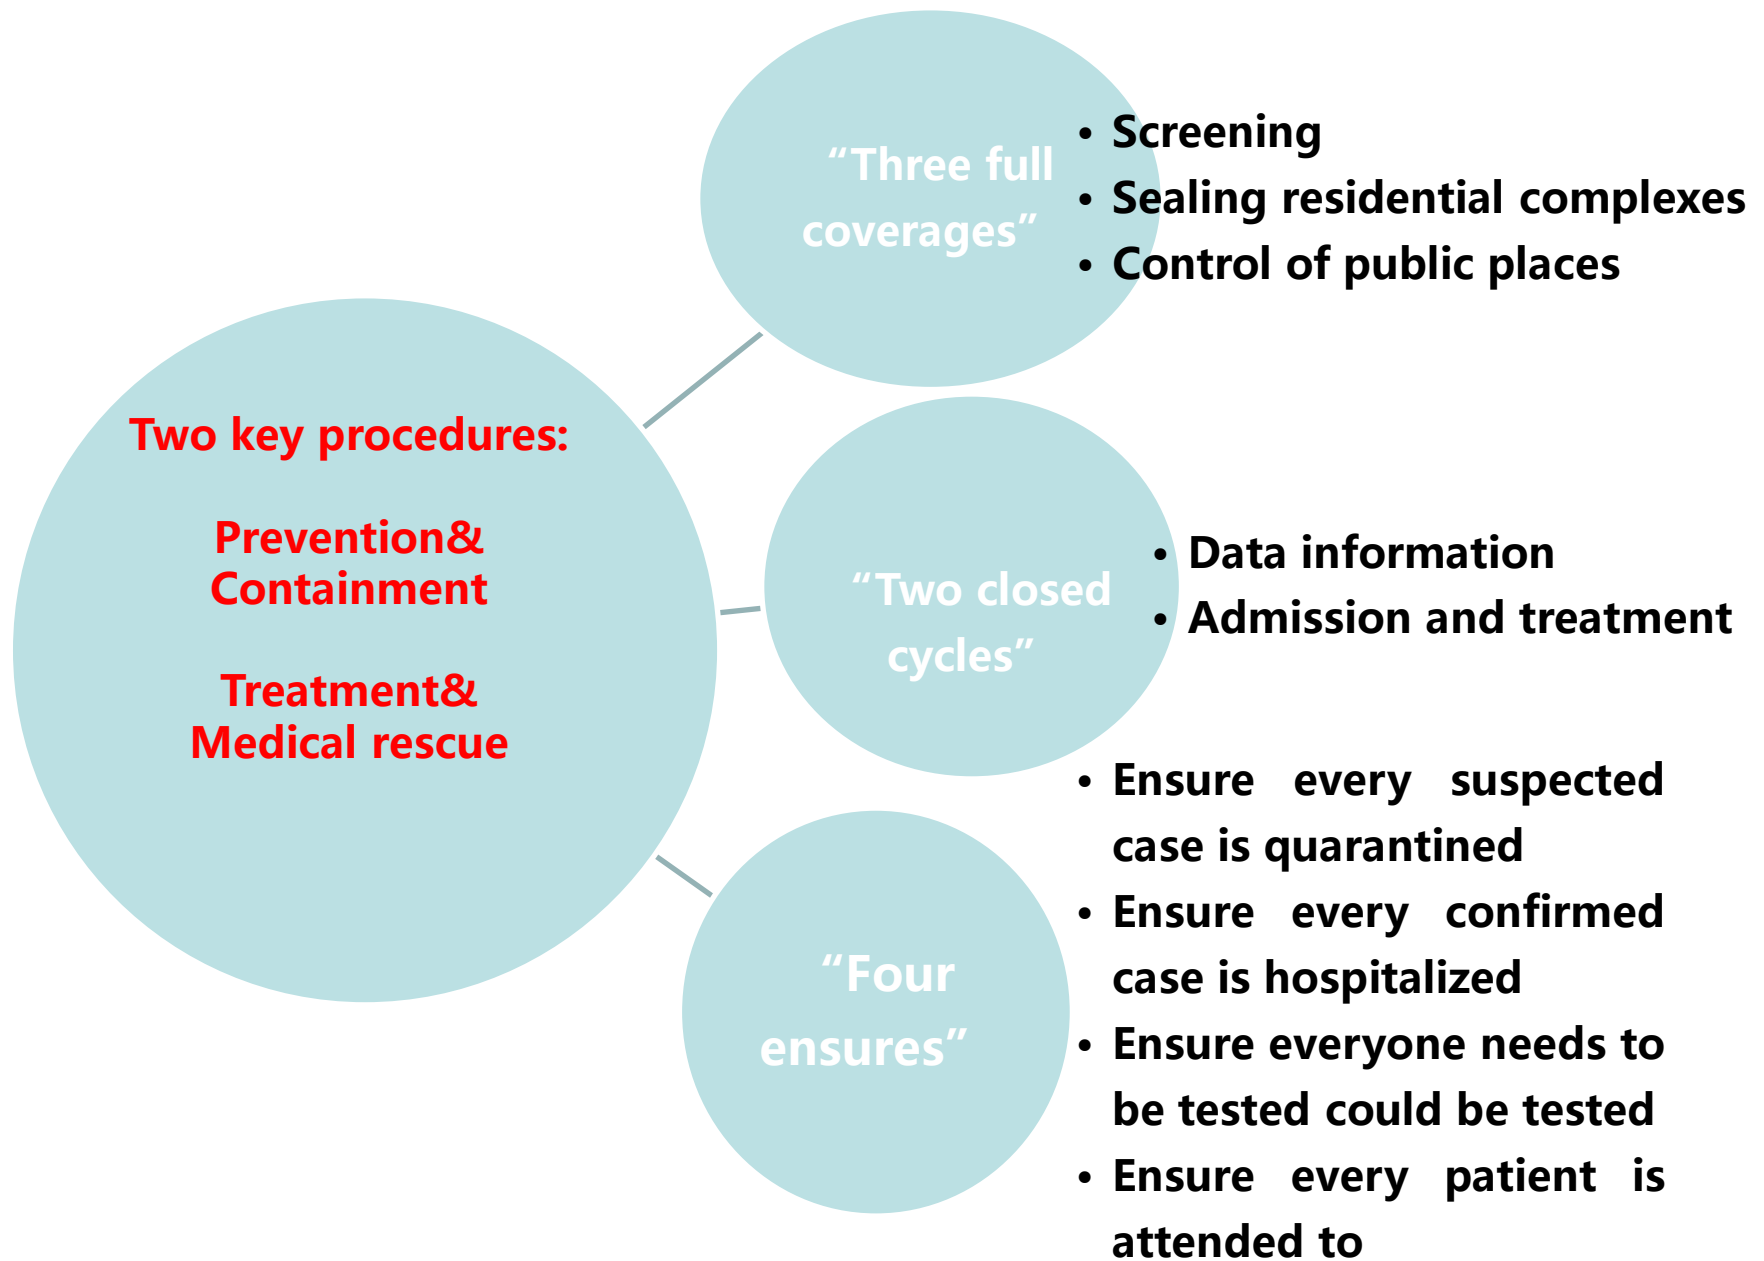 Two key procedures:
Prevention&
Containment
Treatment&
Medical rescue
“Three full
coverages”
• Screening
• Sealing residential complexes
• Control of public places
“Two closed
cycles”
• Data information
• Admission and treatment
“Four
ensures”
• Ensure every suspected
case is quarantined
• Ensure every confirmed
case is hospitalized
• Ensure everyone needs to
be tested could be tested
• Ensure every patient is
attended to